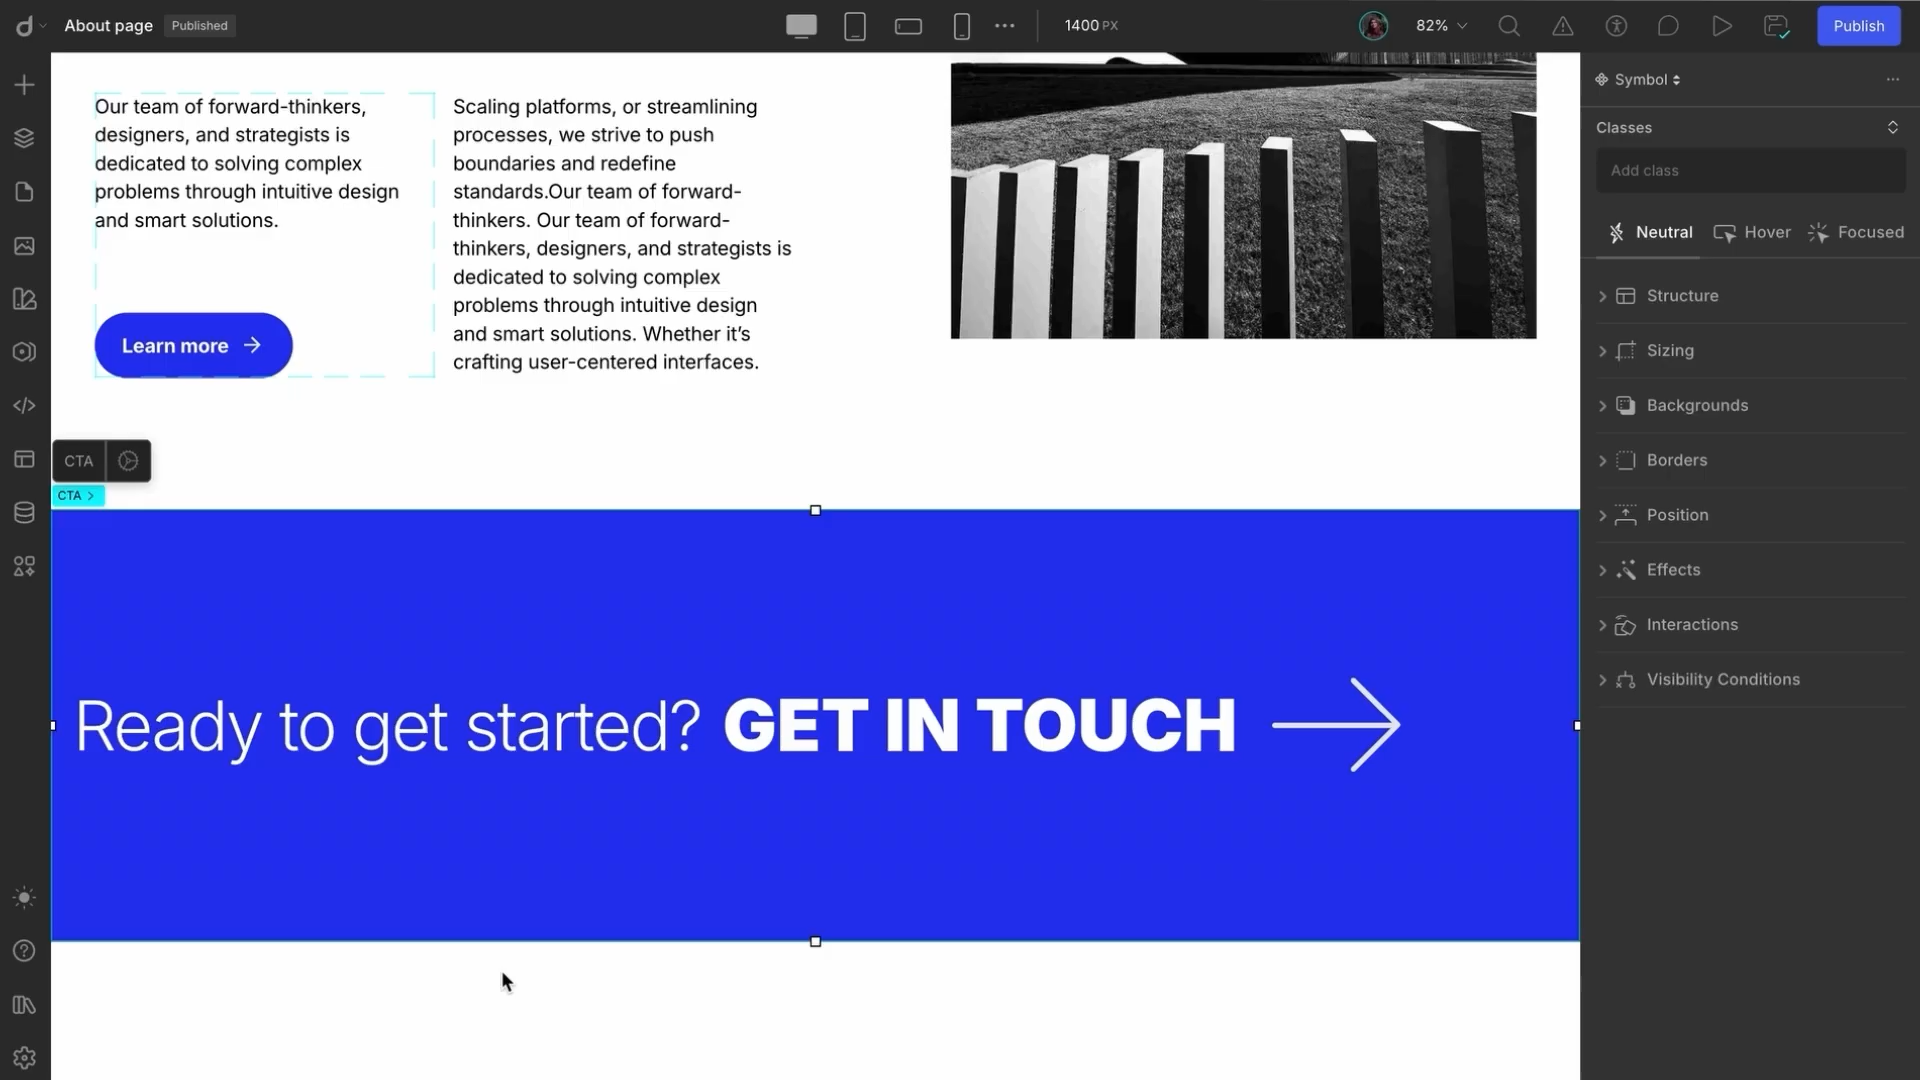 About page
Published
1400 PX
82%
Publish
Our team of forward-thinkers,
designers, and strategists is
dedicated to solving complex
problems through intuitive design
and smart solutions.
Learn more
Scaling platforms, or streamlining
processes, we strive to push
boundaries and redefine
standards.Our team of forward-
thinkers. Our team of forward-
thinkers, designers, and strategists is
dedicated to solving complex
problems through intuitive design
and smart solutions. Whether it’s
crafting user-centered interfaces.
CTA
CTA
Ready to get started? GET IN TOUCH
Symbol
Classes
Add class
Neutral
Hover
Focused
Structure
Sizing
Backgrounds
Borders
Position
Effects
Interactions
Visibility Conditions